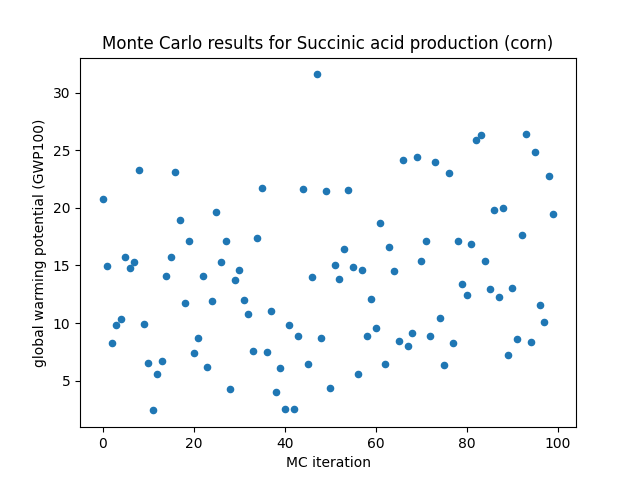 Monte Carlo results for Succinic acid production (corn)
global warming potential (GWP100)
30
25
20
15
10
5
0 20 40 60 80 100
MC iteration